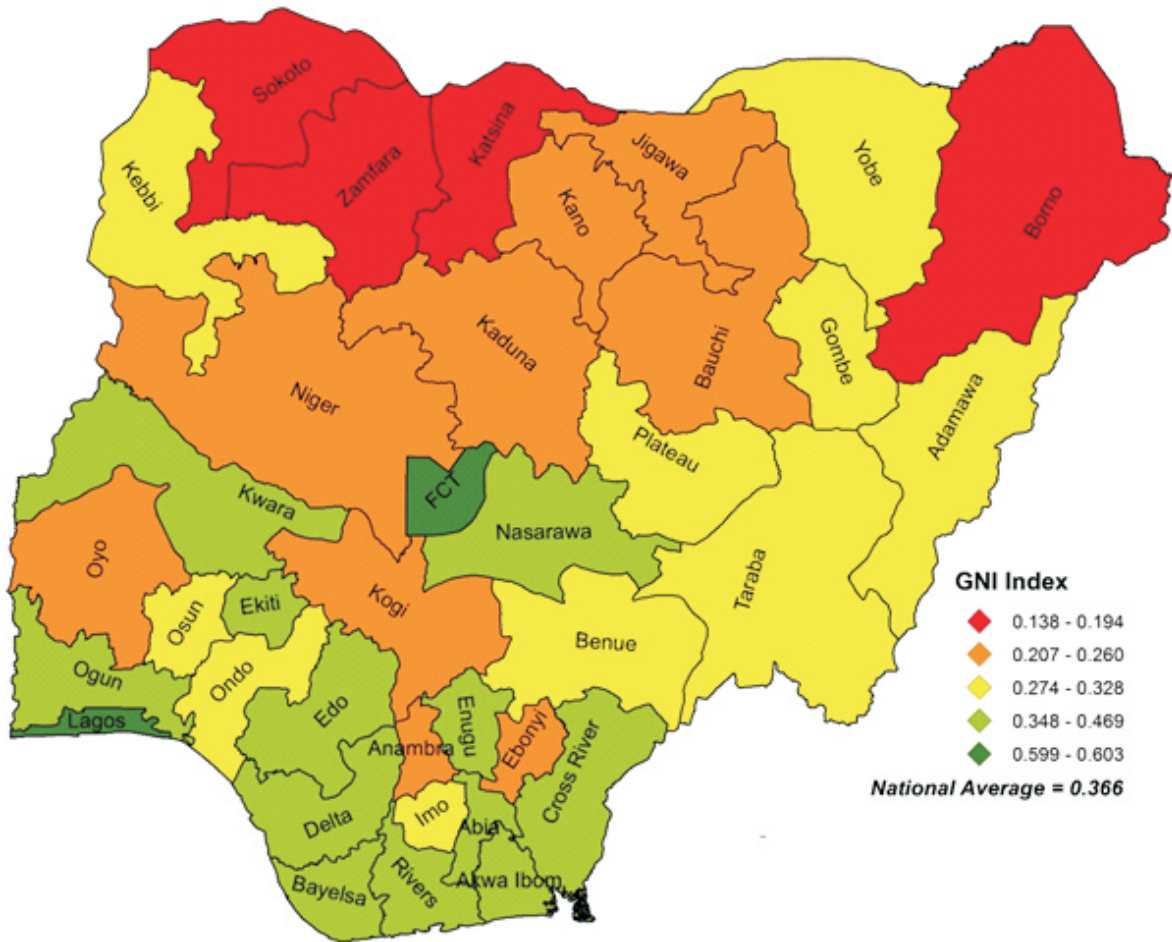 Sokoto
Katsina
Zamfara
Kebbi
Jigawa
Kano
Yobe
Borno
Kaduna
Bauchi
Gombe
Niger
Adamawa
Plateau
FCT
Kwara
Nasarawa
Oyo
Kogi
Taraba
Osun
Ekiti
Benue
Ogun
Ondo
Edo
Enugu
Lagos
Anambra
Ebonyi
Cross River
Delta
Imo
Abia
Bayelsa
Rivers
Akwa Ibom
GNI Index
0.138 - 0.194
0.207 - 0.260
0.274 - 0.328
0.348 - 0.469
0.599 - 0.603
National Average = 0.366